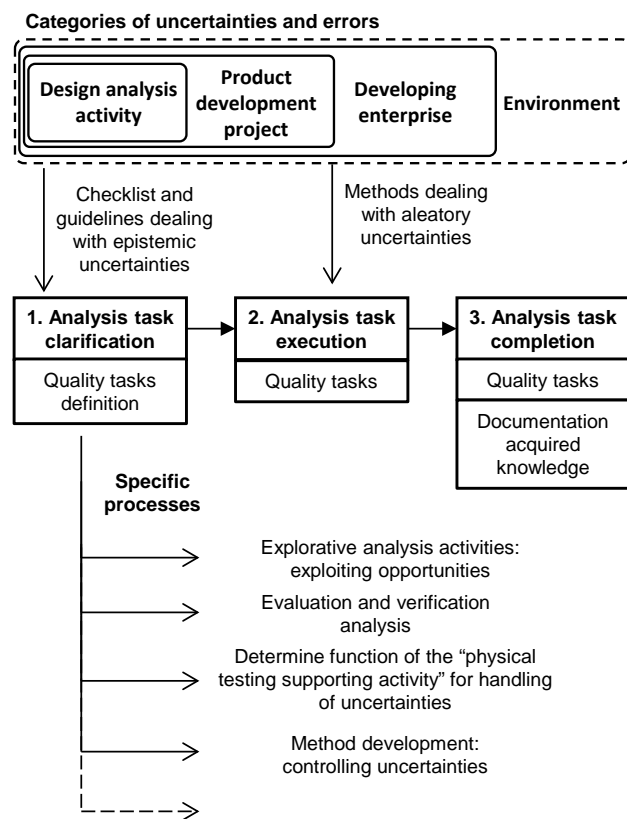 Categories of uncertainties and errors
Design analysis
activity
Product
development
project
Developing
enterprise
Environment
Checklist and
guidelines dealing
with epistemic
uncertainties
Methods dealing
with aleatory
uncertainties
1. Analysis task
clarification
Quality tasks
definition
2. Analysis task
execution
Quality tasks
3. Analysis task
completion
Quality tasks
Documentation
acquired
knowledge
Specific
processes
Explorative analysis activities:
exploiting opportunities
Evaluation and verification
analysis
Determine function of the “physical
testing supporting activity” for handling
of uncertainties
Method development:
controlling uncertainties